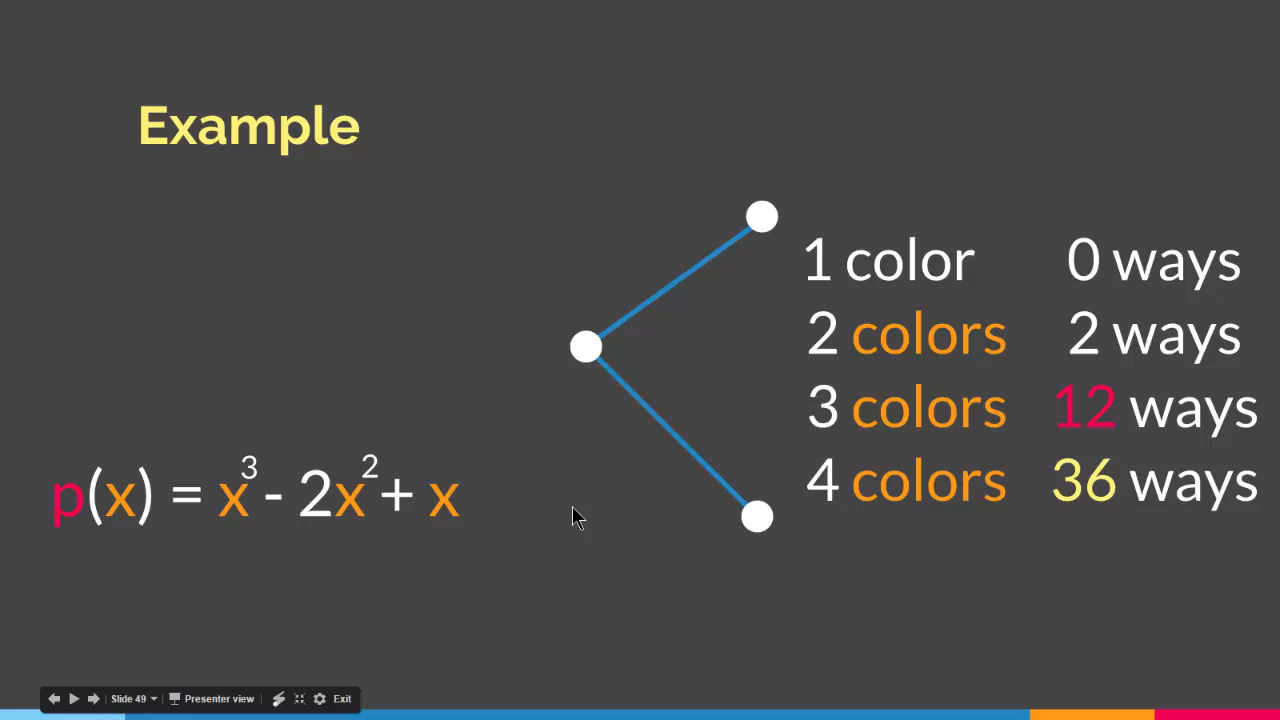 Example
1 color 0 ways
2 colors 2 ways
3 colors 12 ways
4 colors 36 ways
p(x) = x³- 2x²+ x
Slide 49 Presenter view Exit